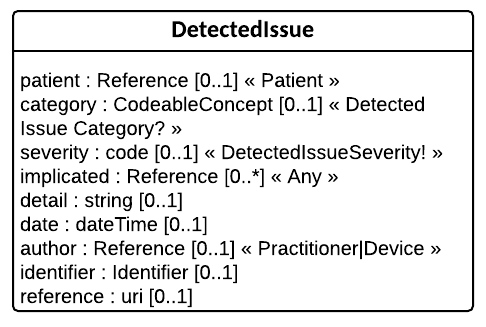 DetectedIssue
patient : Reference [0..1] « Patient »
category : CodeableConcept [0..1] « Detected
Issue Category? »
severity : code [0..1] « DetectedIssueSeverity! »
implicated : Reference [0..*] « Any »
detail : string [0..1]
date : dateTime [0..1]
author : Reference [0..1] « Practitioner|Device »
identifier : Identifier [0..1]
reference : uri [0..1]